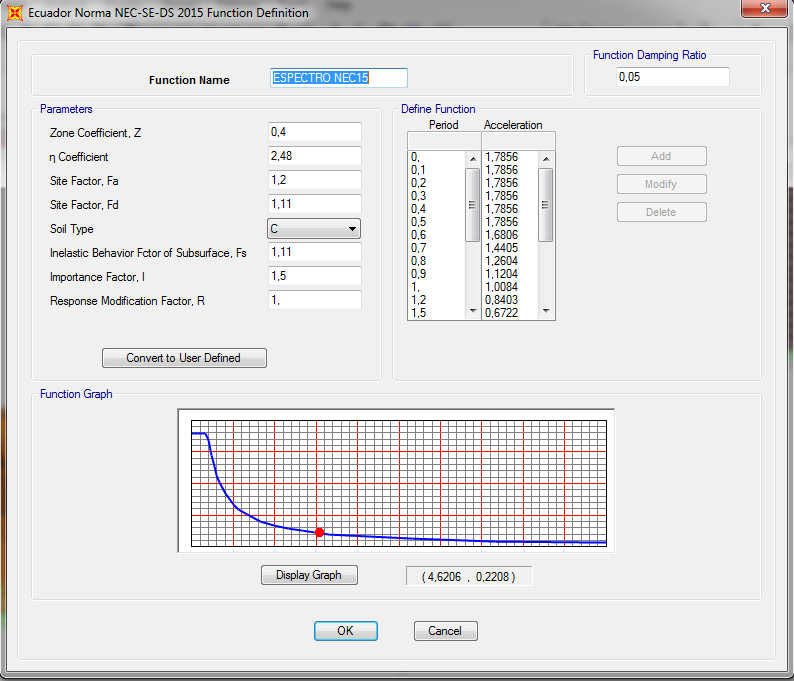 Ecuador Norma NEC-SE-DS 2015 Function Definition
Function Name
ESPECTRO NEC15
Function Damping Ratio
0,05
Parameters
Zone Coefficient, Z
0,4
η Coefficient
2,48
Site Factor, Fa
1,2
Site Factor, Fd
1,11
Soil Type
C
Inelastic Behavior Fctor of Subsurface, Fs
1,11
Importance Factor, I
1,5
Response Modification Factor, R
1,
Convert to User Defined
Define Function
Period Acceleration
0, 1,7856
0,1 1,7856
0,2 1,7856
0,3 1,7856
0,4 1,7856
0,5 1,7856
0,6 1,6806
0,7 1,4405
0,8 1,2604
0,9 1,1204
1, 1,0084
1,2 0,8403
1,5 0,6722
Add
Modify
Delete
Function Graph
Display Graph
( 4,6206 , 0,2208 )
OK
Cancel